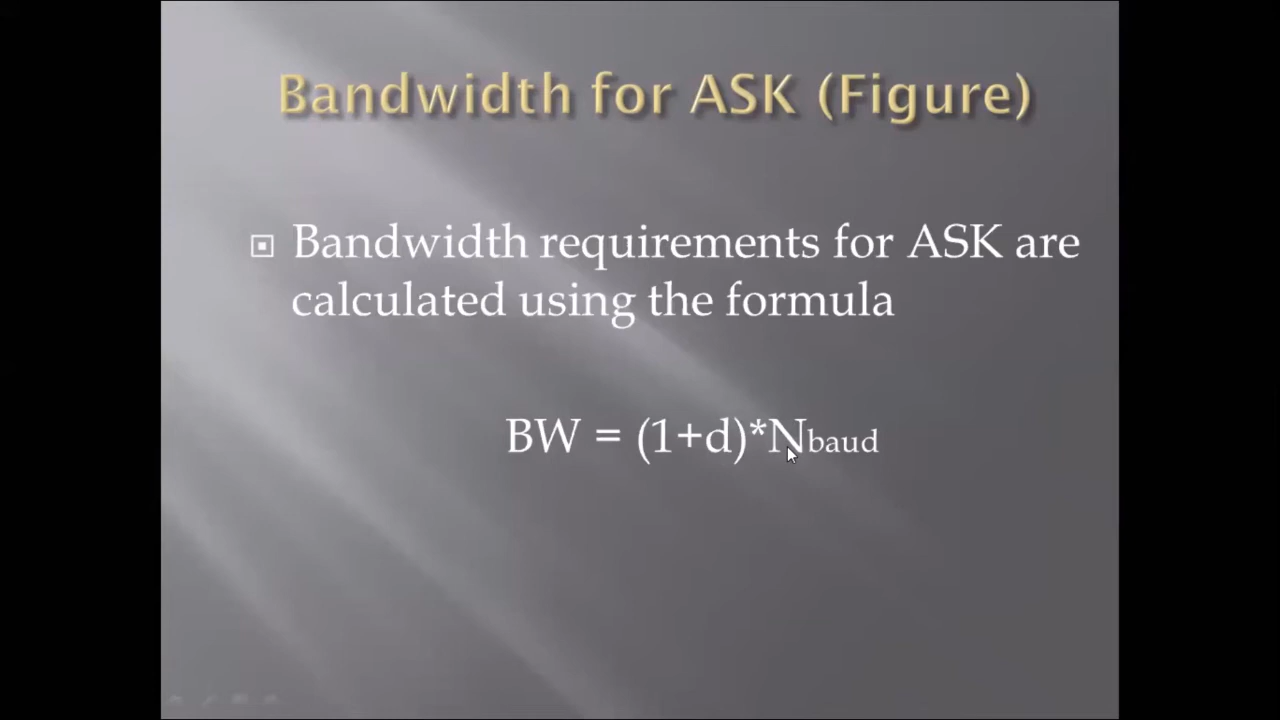 Bandwidth for ASK (Figure)
Bandwidth requirements for ASK are
calculated using the formula
BW = (1+d)*Nbaud